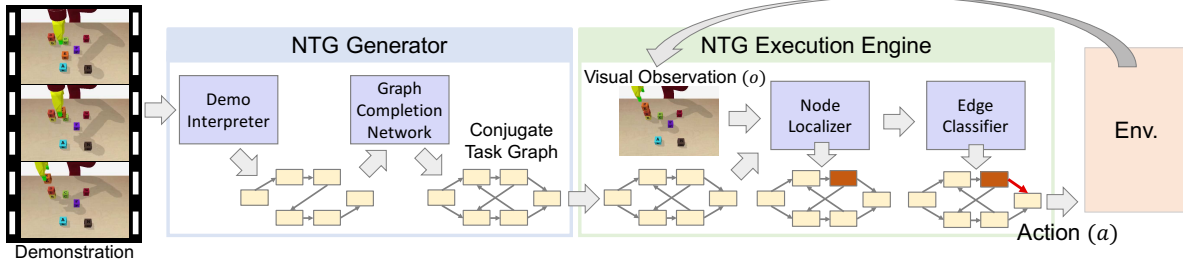 NTG Generator
NTG Execution Engine
Demo
Interpreter
Graph
Completion
Network
Conjugate
Task Graph
Visual Observation (o)
Node
Localizer
Edge
Classifier
Env.
Action (a)
Demonstration